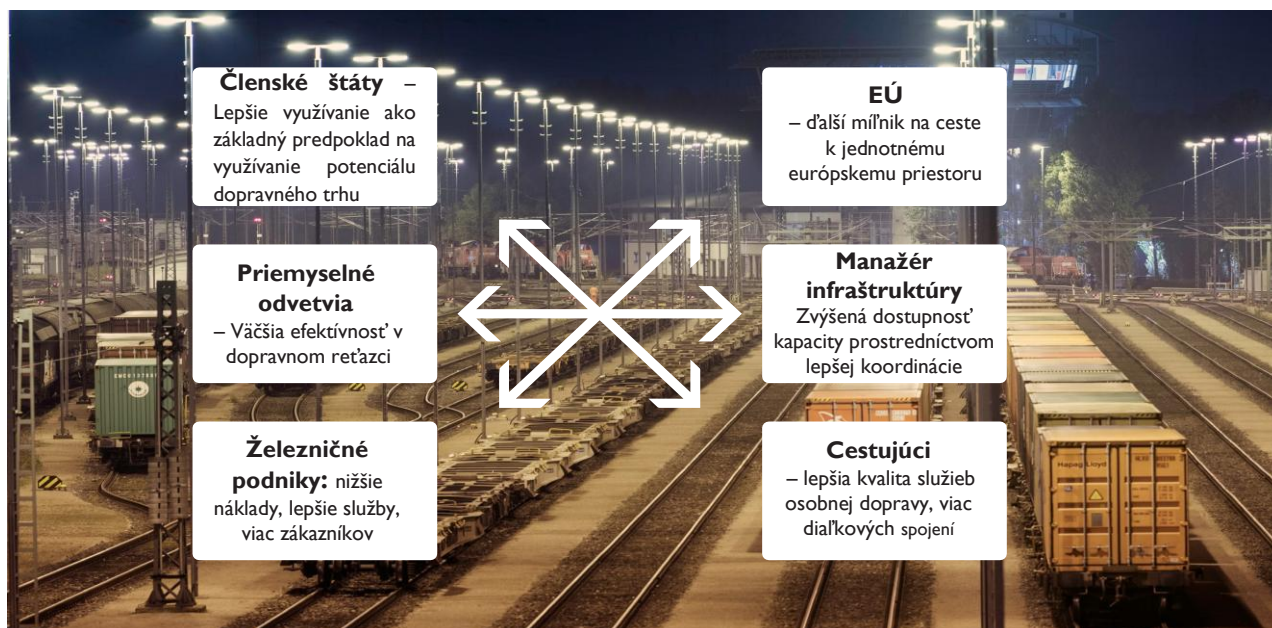 Členské štáty –
Lepšie využívanie ako
základný predpoklad na
využívanie potenciálu
dopravného trhu
EÚ
– ďalší míľnik na ceste
k jednotnému
európskemu priestoru
Priemyselné
odvetvia
– Väčšia efektívnosť v
dopravnom reťazci
Manažér
infraštruktúry
Zvýšená dostupnosť
kapacity prostredníctvom
lepšej koordinácie
Železničné
podniky: nižšie
náklady, lepšie služby,
viac zákazníkov
Cestujúci
– lepšia kvalita služieb
osobnej dopravy, viac
diaľkových spojení
Hapag-Lloyd